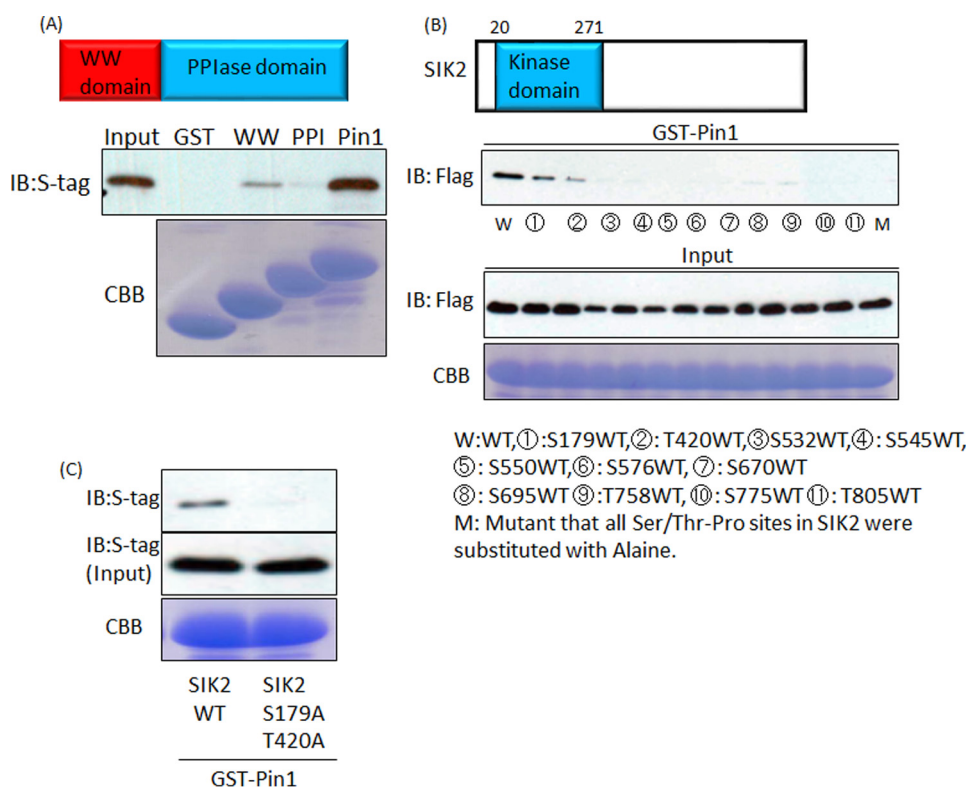 (A)
WW domain
PPIase domain
Input GST WW PPI Pin1
IB:S-tag
CBB
(B)
20 271
SIK2
Kinase domain
GST-Pin1
IB: Flag
W ① ② ③ ④ ⑤ ⑥ ⑦ ⑧ ⑨ ⑩ ⑪ M
Input
IB: Flag
CBB
W:WT,①:S179WT,②: T420WT,③S532WT,④: S545WT,
⑤: S550WT,⑥: S576WT, ⑦: S670WT
⑧: S695WT ⑨:T758WT, ⑩: S775WT ⑪: T805WT
M: Mutant that all Ser/Thr-Pro sites in SIK2 were
substituted with Alaine.
(C)
IB:S-tag
IB:S-tag
(Input)
CBB
SIK2 SIK2
WT S179A
T420A
GST-Pin1